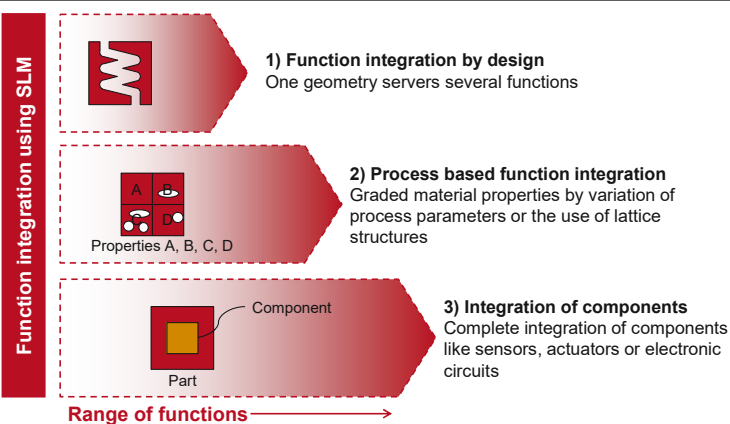 Function integration using SLM
1) Function integration by design
One geometry servers several functions
A
B
C
D
Properties A, B, C, D
2) Process based function integration
Graded material properties by variation of
process parameters or the use of lattice
structures
Component
Part
3) Integration of components
Complete integration of components
like sensors, actuators or electronic
circuits
Range of functions